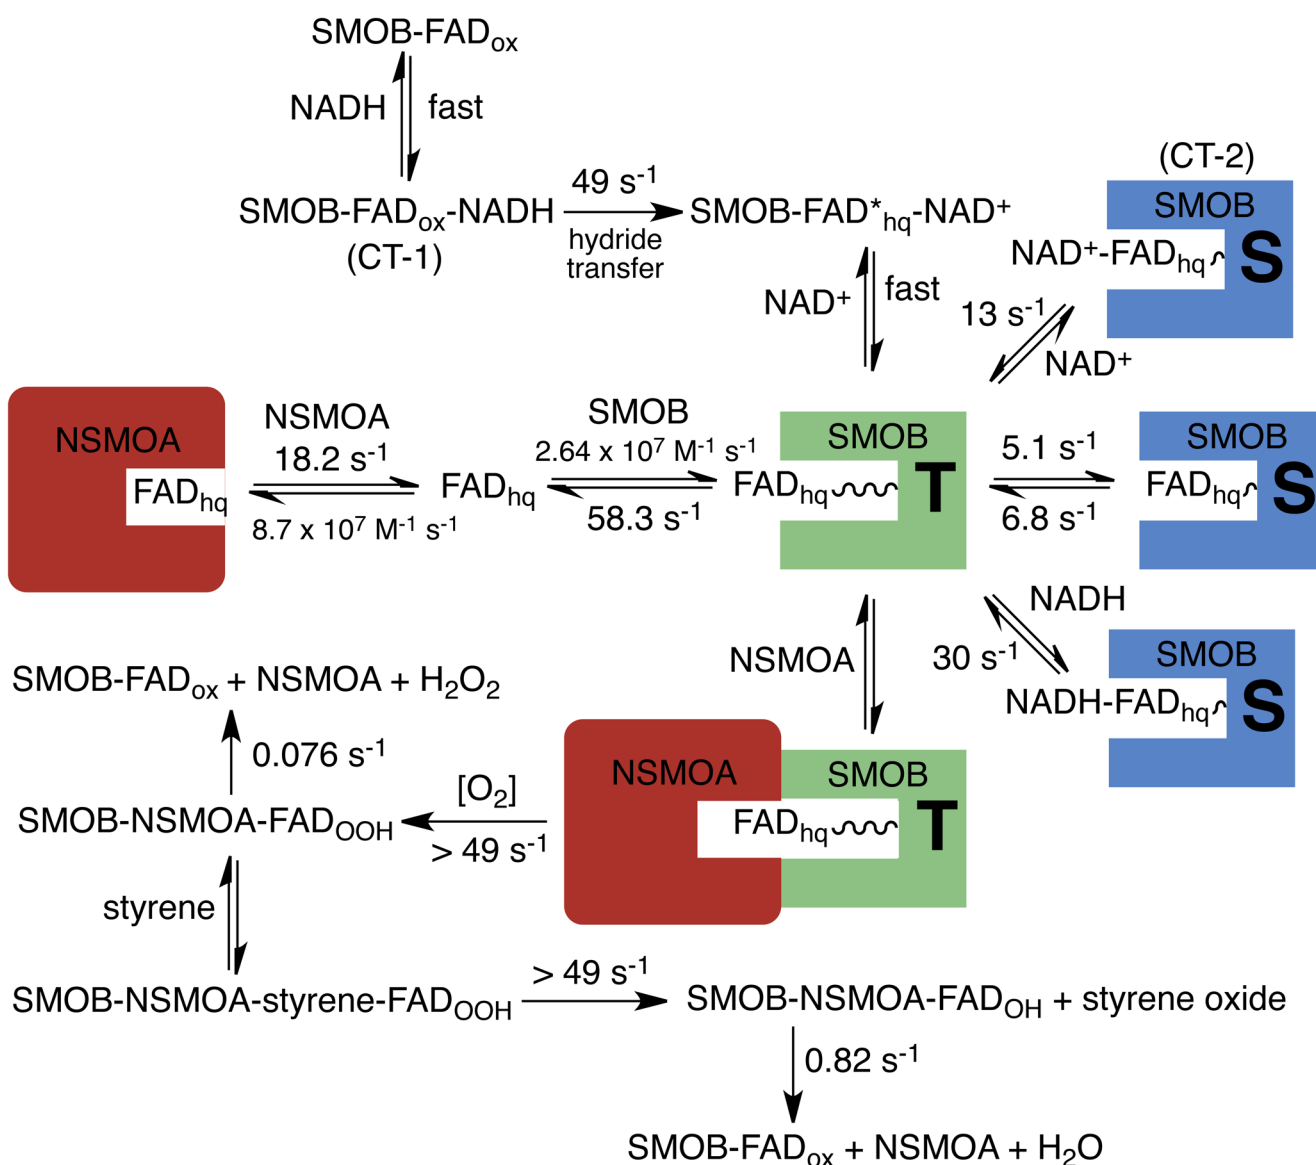 SMOB-FADox
NADH fast
(CT-2)
SMOB-FADox-NADH
(CT-1)
49 s-1
hydride
transfer
SMOB-FAD*hq-NAD+
SMOB
NAD+-FADhq S
NAD+ fast
13 s-1
NAD+
NSMOA
FADhq
NSMOA
18.2 s-1
8.7 x 107 M-1 s-1
FADhq
SMOB
2.64 x 107 M-1 s-1
58.3 s-1
SMOB
FADhq T
5.1 s-1
6.8 s-1
SMOB
FADhq S
NADH
30 s-1
SMOB
NADH-FADhq S
NSMOA
SMOB-FADox + NSMOA + H2O2
0.076 s-1
SMOB-NSMOA-FADOOH
[O2]
> 49 s-1
NSMOA SMOB
FADhq T
styrene
SMOB-NSMOA-styrene-FADOOH
> 49 s-1
SMOB-NSMOA-FADOH + styrene oxide
0.82 s-1
SMOB-FADox + NSMOA + H2O